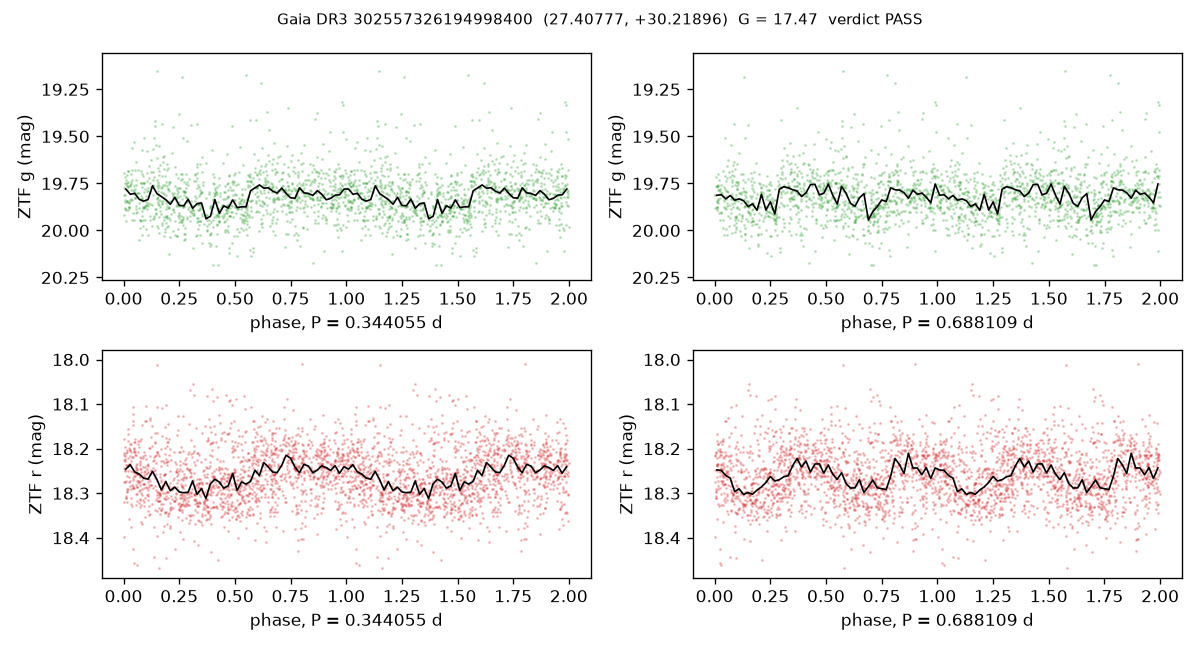 Gaia DR3 302557326194998400 (27.40777, +30.21896) G = 17.47 verdict PASS
ZTF g (mag)
19.25
19.50
19.75
20.00
20.25
0.00 0.25 0.50 0.75 1.00 1.25 1.50 1.75 2.00
phase, P = 0.344055 d
ZTF g (mag)
19.25
19.50
19.75
20.00
20.25
0.00 0.25 0.50 0.75 1.00 1.25 1.50 1.75 2.00
phase, P = 0.688109 d
ZTF r (mag)
18.0
18.1
18.2
18.3
18.4
0.00 0.25 0.50 0.75 1.00 1.25 1.50 1.75 2.00
phase, P = 0.344055 d
ZTF r (mag)
18.0
18.1
18.2
18.3
18.4
0.00 0.25 0.50 0.75 1.00 1.25 1.50 1.75 2.00
phase, P = 0.688109 d